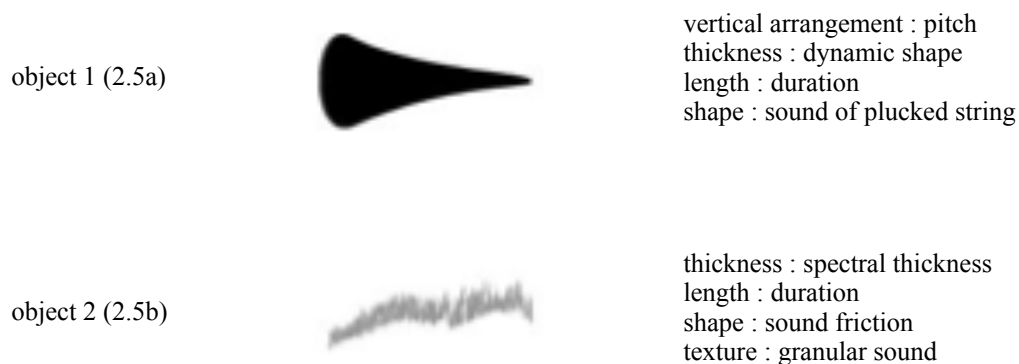 object 1 (2.5a)
vertical arrangement : pitch
thickness : dynamic shape
length : duration
shape : sound of plucked string
object 2 (2.5b)
thickness : spectral thickness
length : duration
shape : sound friction
texture : granular sound